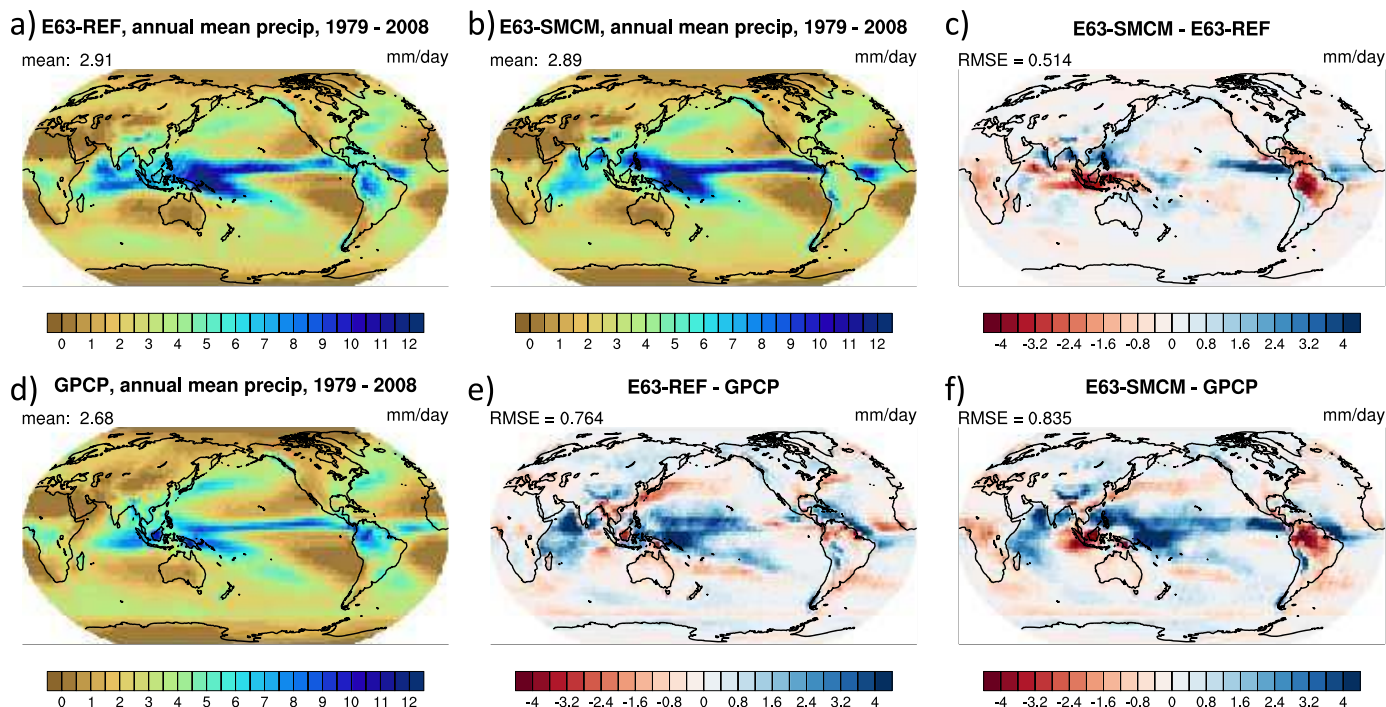 a) E63-REF, annual mean precip, 1979 - 2008
mean: 2.91 mm/day
0 1 2 3 4 5 6 7 8 9 10 11 12
b) E63-SMCM, annual mean precip, 1979 - 2008
mean: 2.89 mm/day
0 1 2 3 4 5 6 7 8 9 10 11 12
c) E63-SMCM - E63-REF
RMSE = 0.514 mm/day
-4 -3.2 -2.4 -1.6 -0.8 0 0.8 1.6 2.4 3.2 4
d) GPCP, annual mean precip, 1979 - 2008
mean: 2.68 mm/day
0 1 2 3 4 5 6 7 8 9 10 11 12
e) E63-REF - GPCP
RMSE = 0.764 mm/day
-4 -3.2 -2.4 -1.6 -0.8 0 0.8 1.6 2.4 3.2 4
f) E63-SMCM - GPCP
RMSE = 0.835 mm/day
-4 -3.2 -2.4 -1.6 -0.8 0 0.8 1.6 2.4 3.2 4